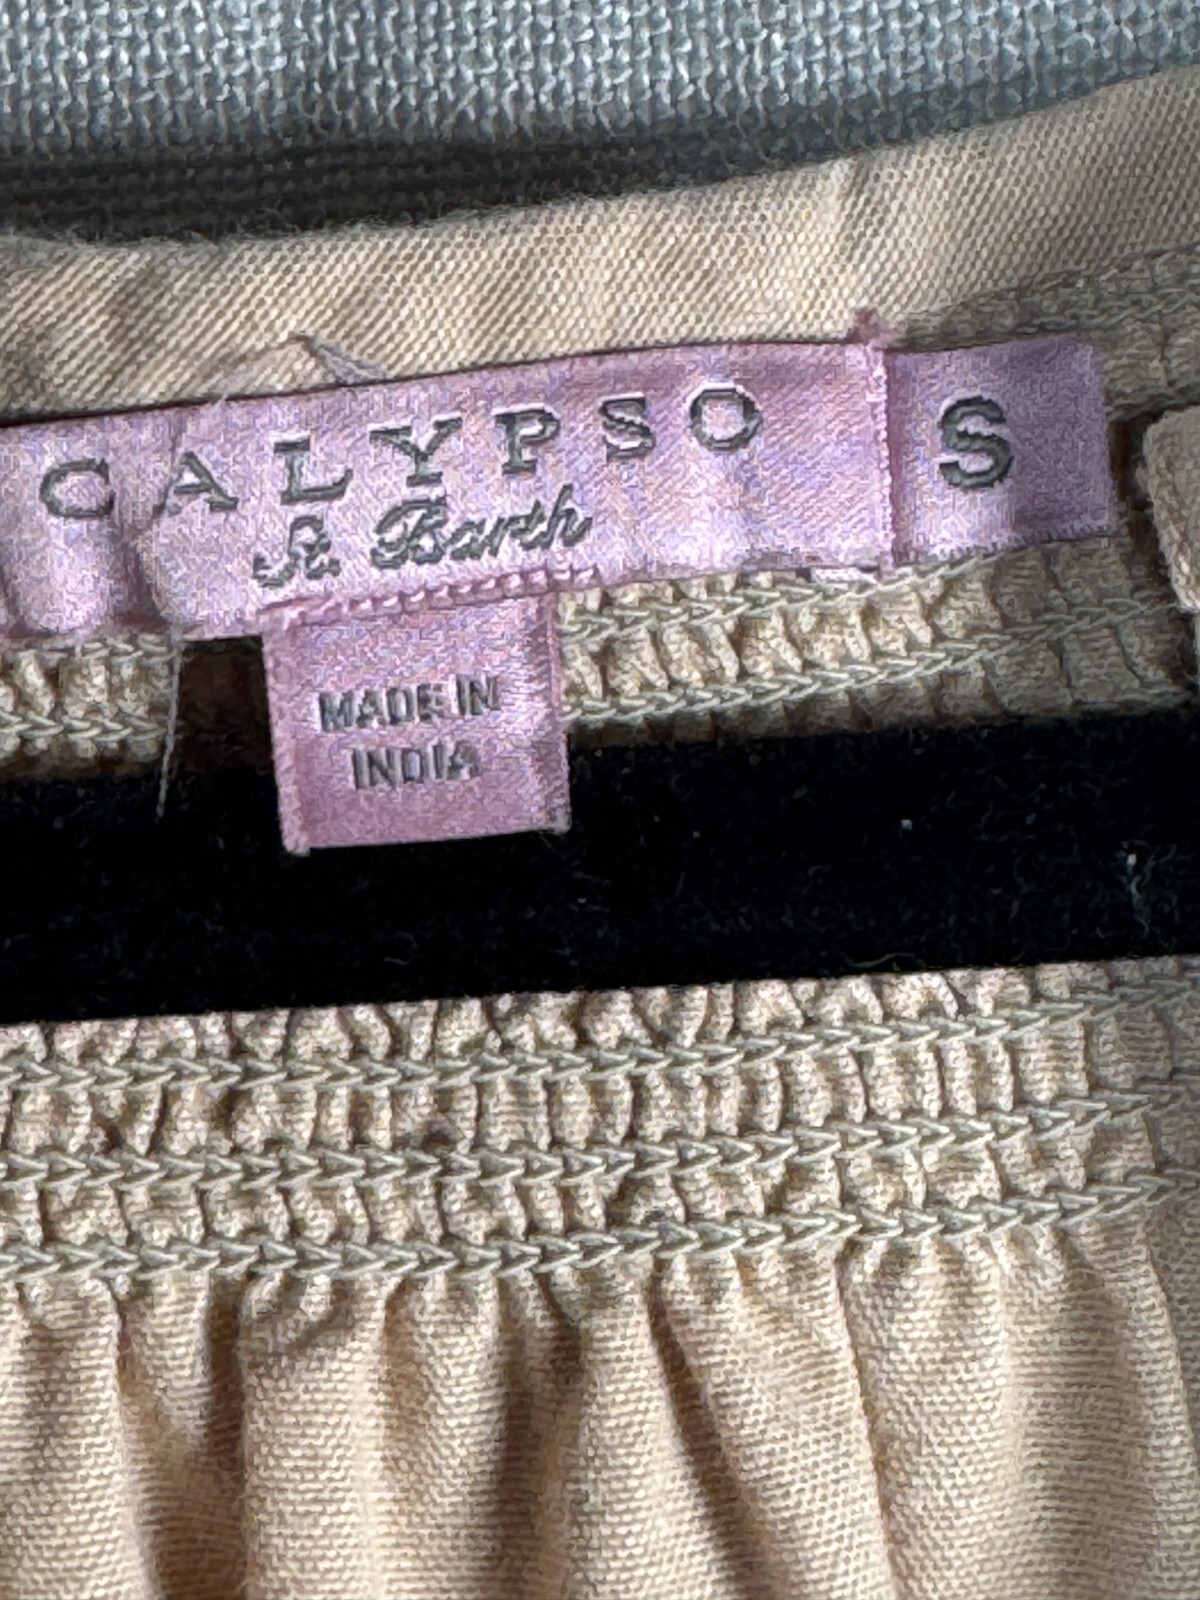 CALYPSO
St. Barth
S
MADE IN
INDIA